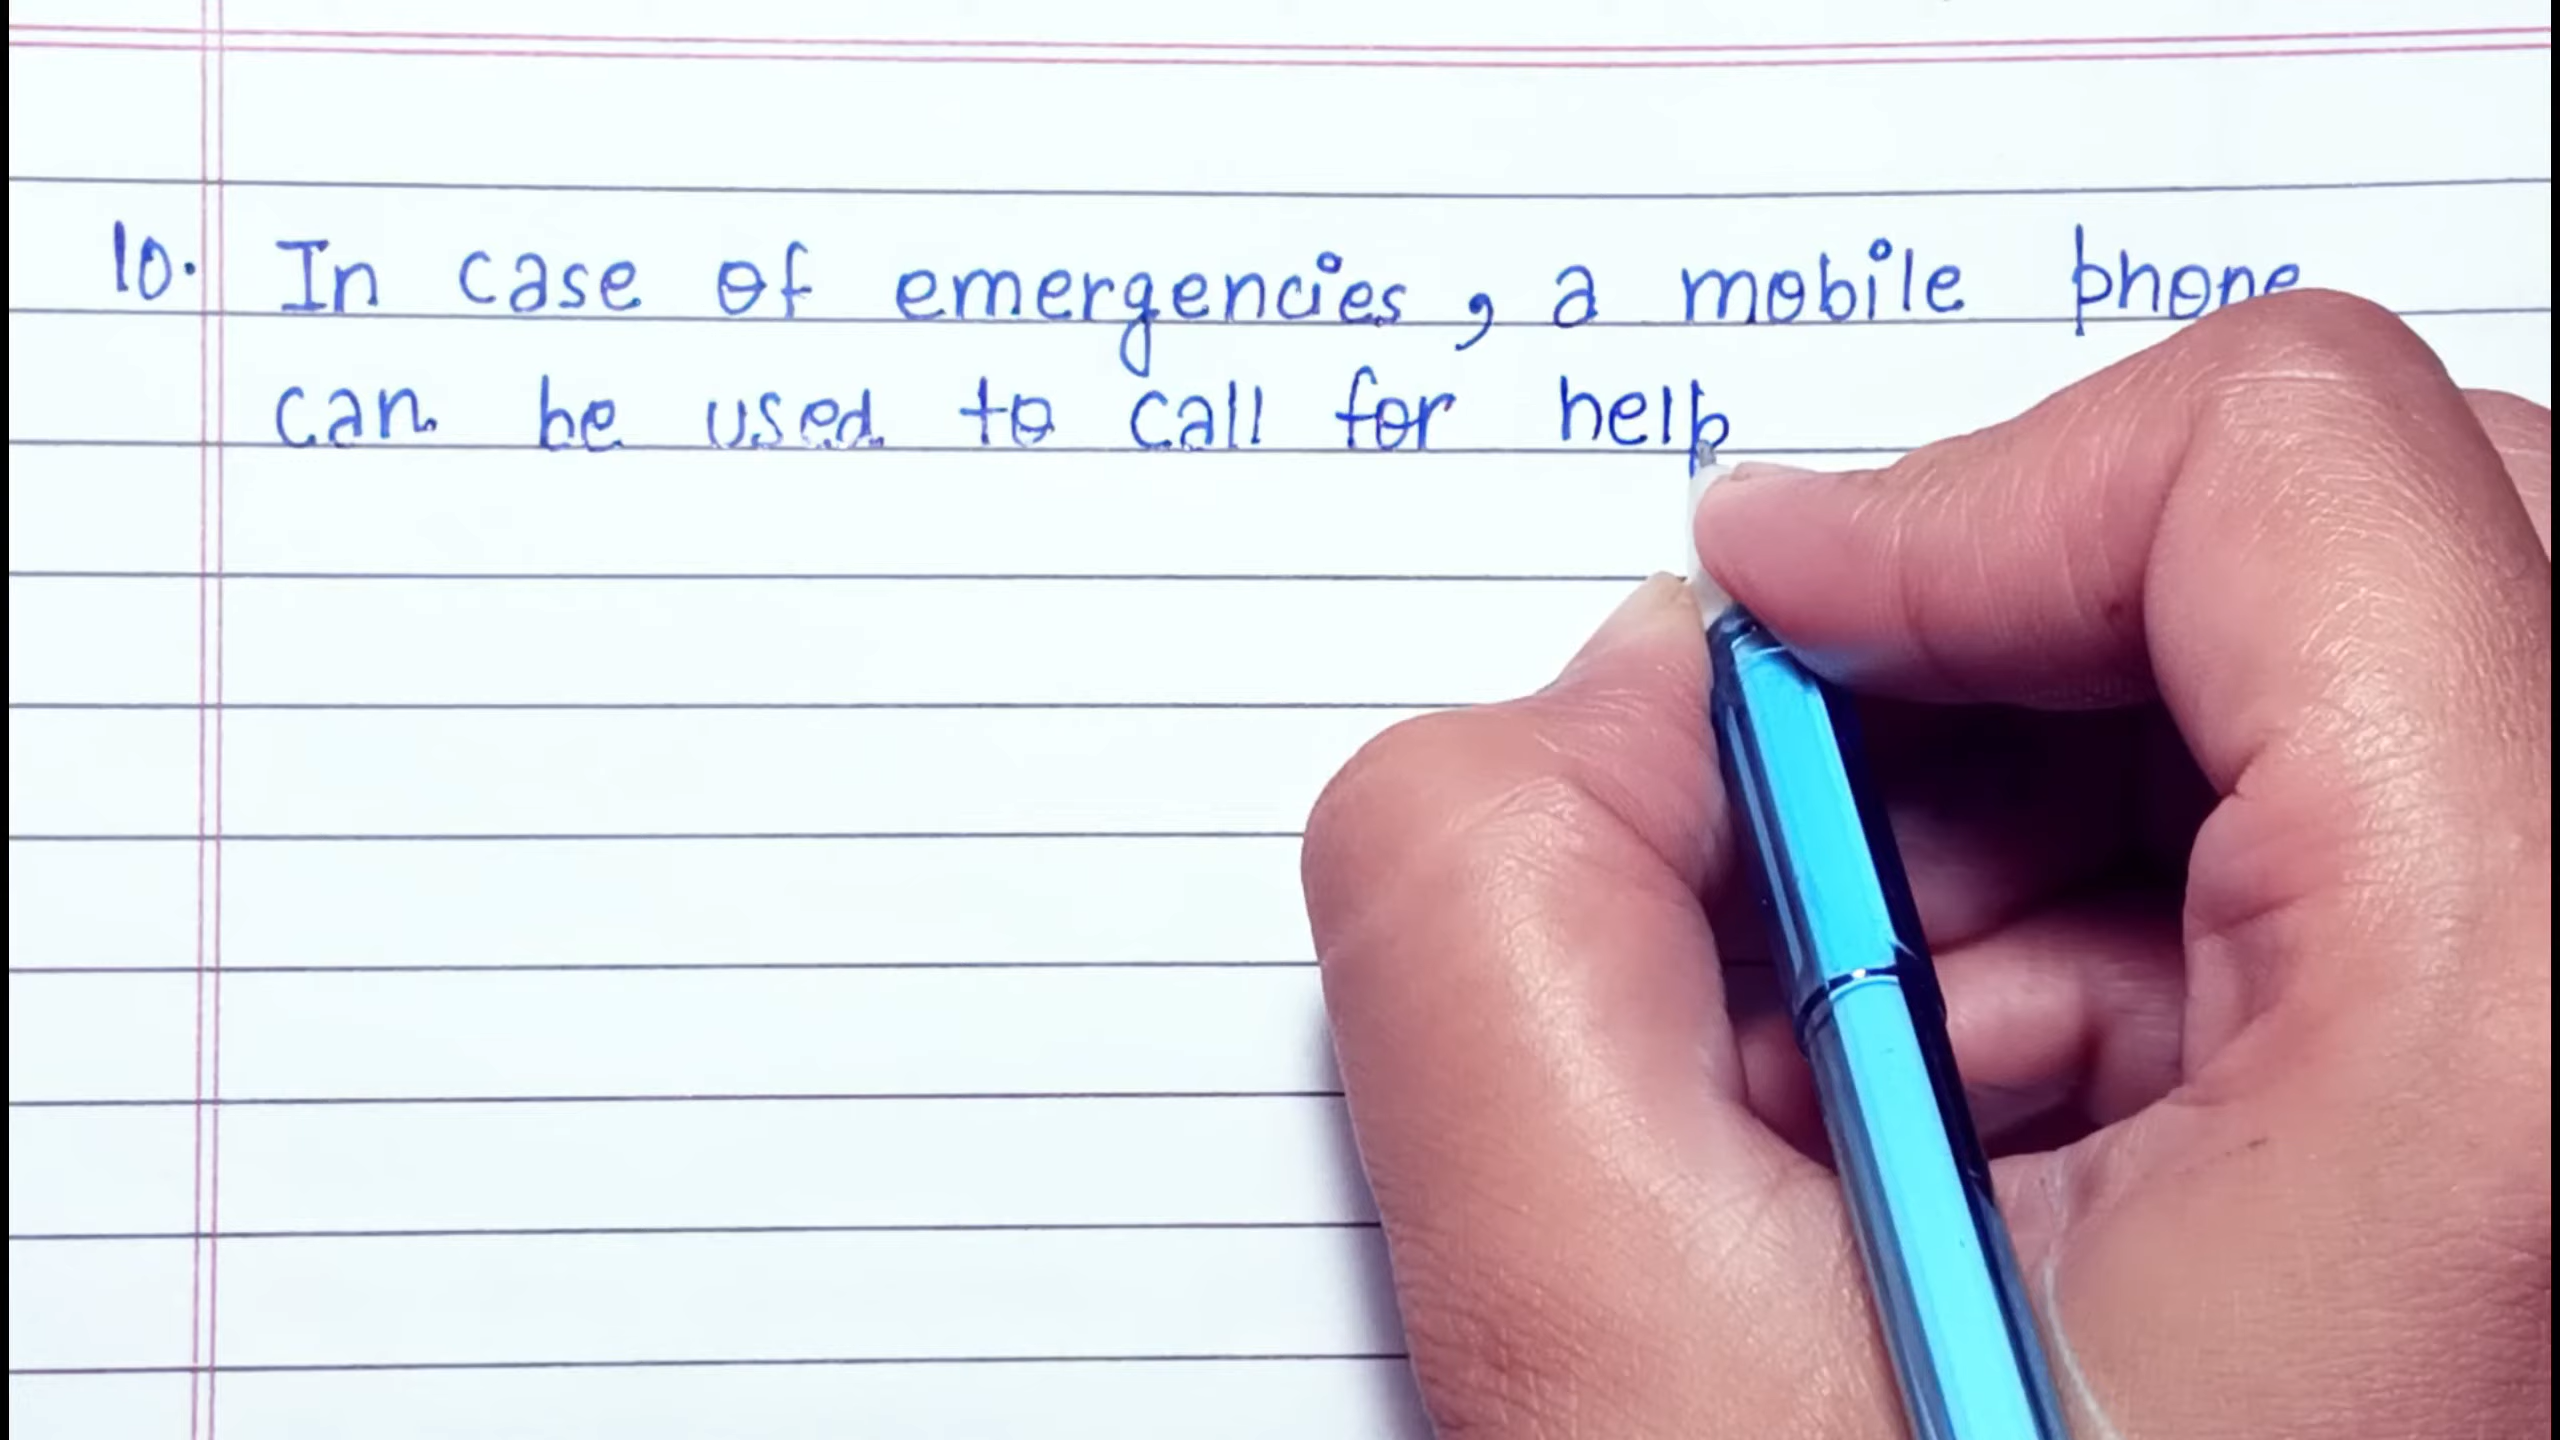 10. In case of emergencies, a mobile phone
can be used to call for help